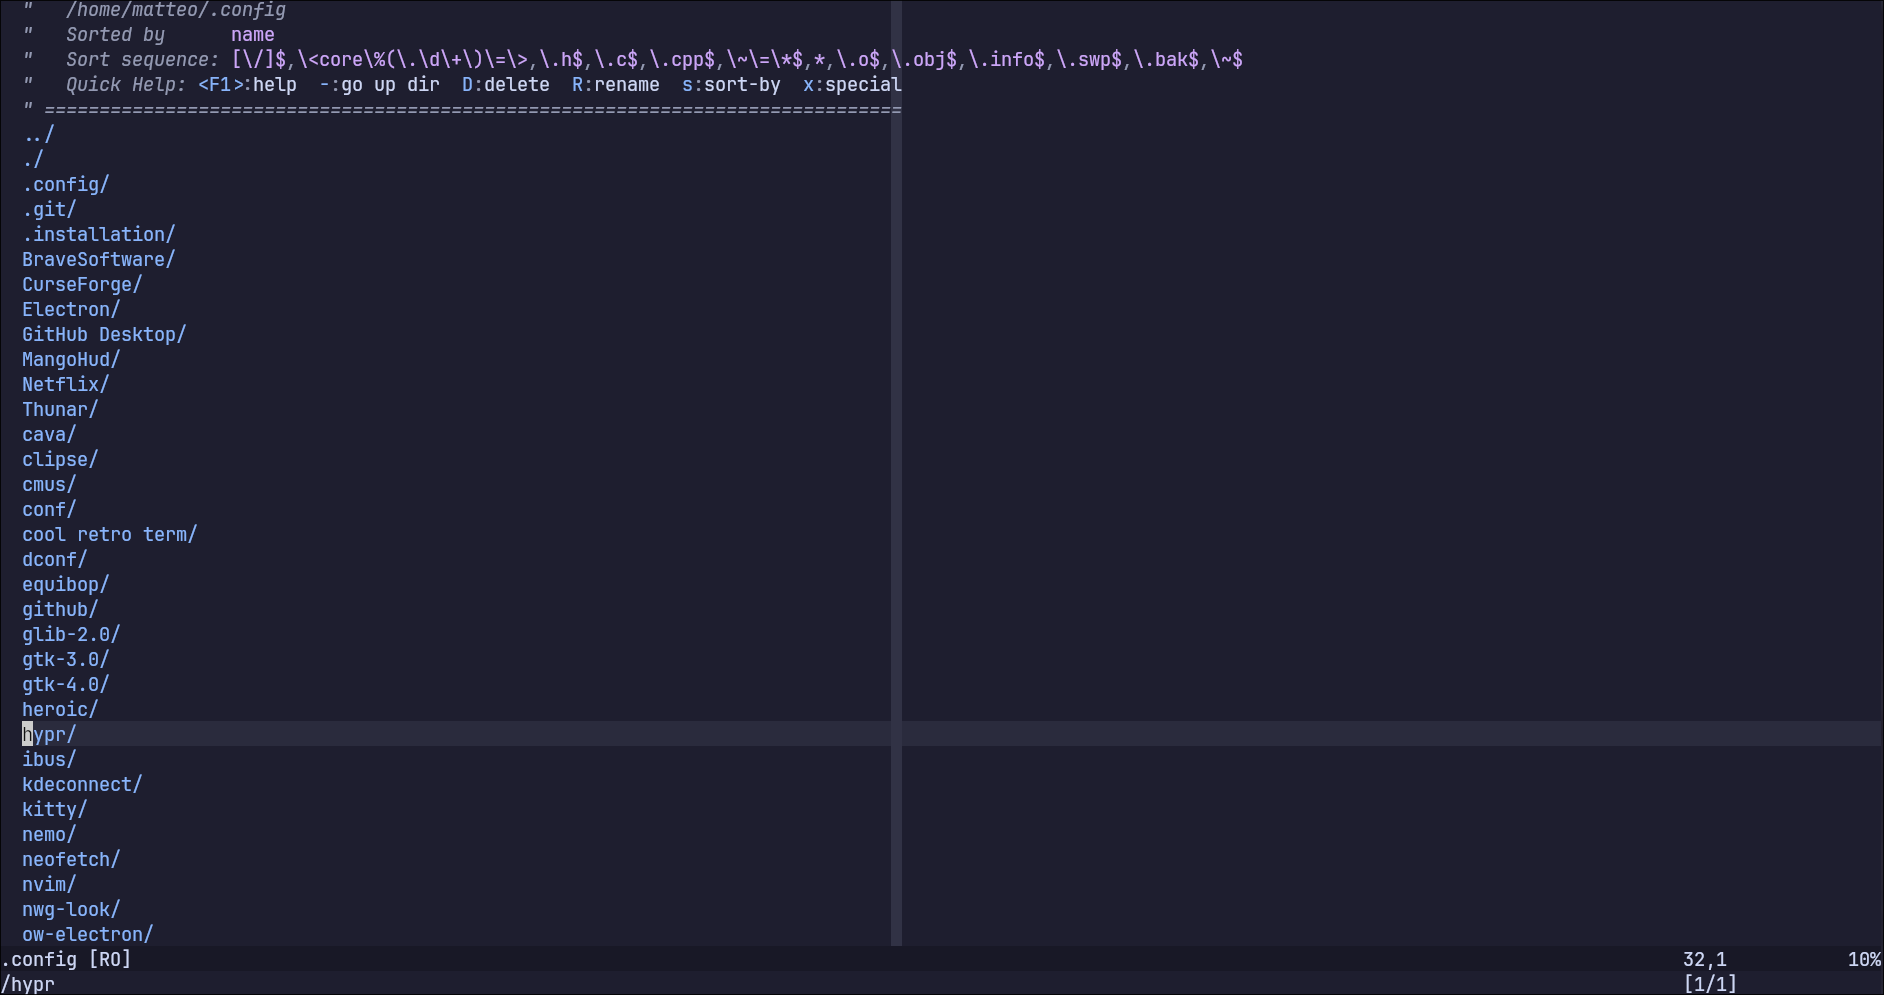 "   /home/matteo/.config
"   Sorted by      name
"   Sort sequence: [\/]$,\<core\%(\.\d\+\)\=\>,\.h$,\.c$,\.cpp$,\~\=\*$,*,\.o$,\.obj$,\.info$,\.swp$,\.bak$,\~$
"   Quick Help: <F1>:help  -:go up dir  D:delete  R:rename  s:sort-by  x:special
" ==============================================================================
../
./
.config/
.git/
.installation/
BraveSoftware/
CurseForge/
Electron/
GitHub Desktop/
MangoHud/
Netflix/
Thunar/
cava/
clipse/
cmus/
conf/
cool retro term/
dconf/
equibop/
github/
glib-2.0/
gtk-3.0/
gtk-4.0/
heroic/
hypr/
ibus/
kdeconnect/
kitty/
nemo/
neofetch/
nvim/
nwg-look/
ow-electron/
.config [RO]    32,1    10%
/hypr    [1/1]